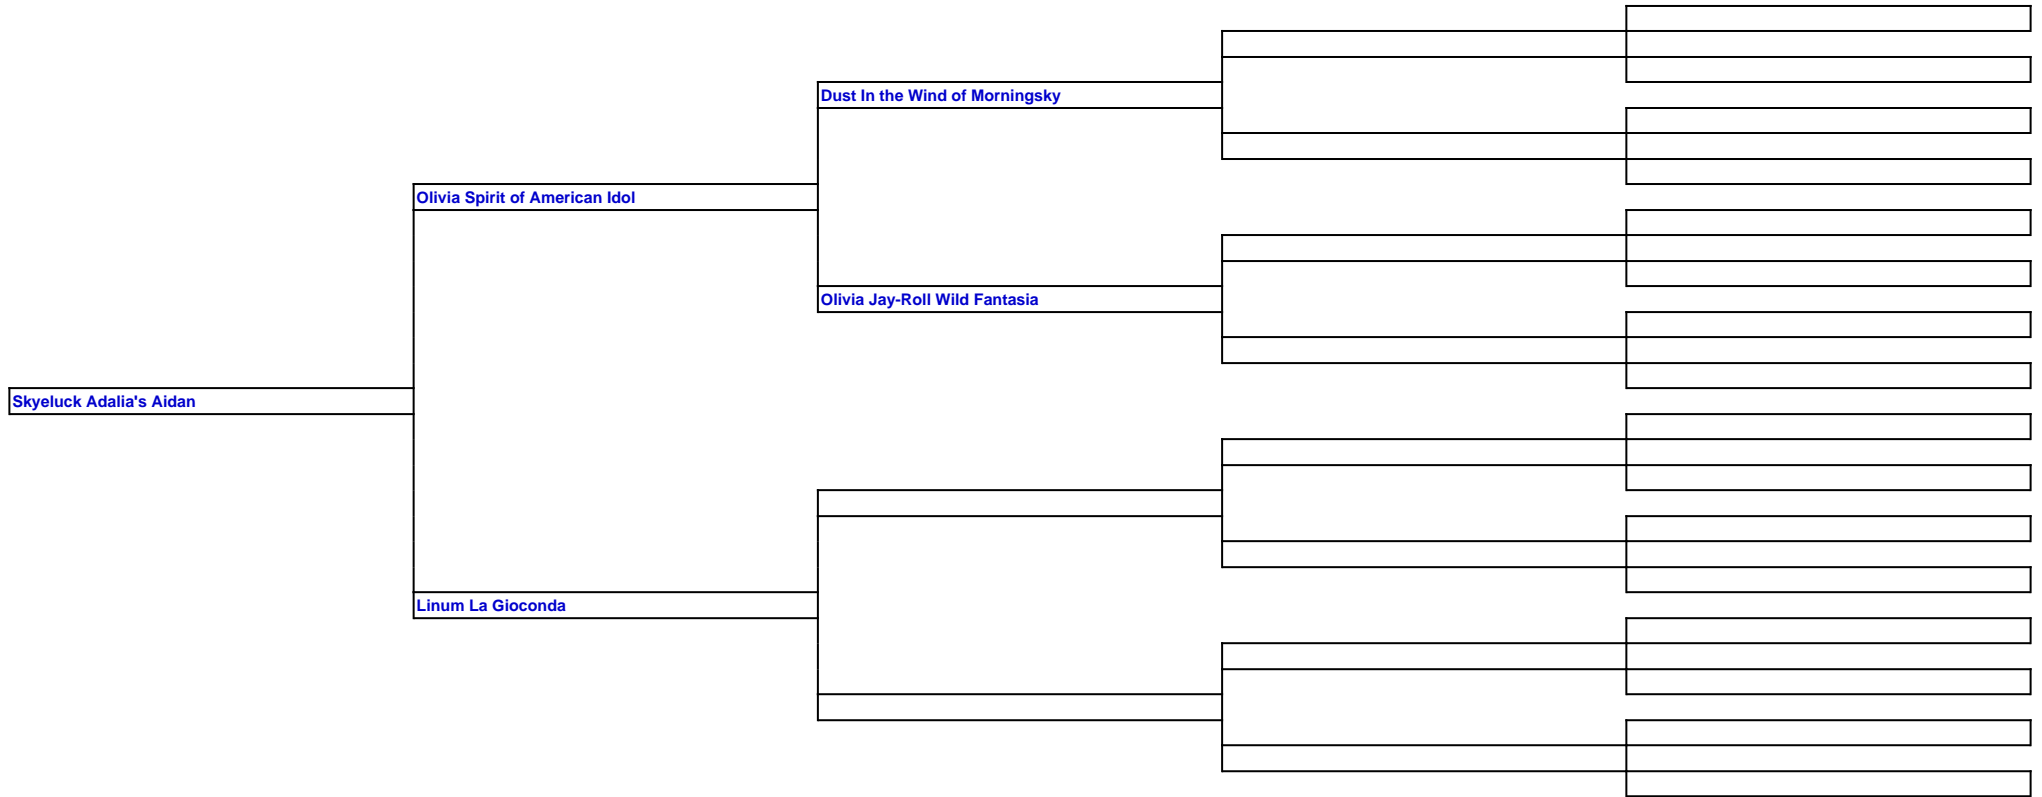 Dust In the Wind of Morningsky
Olivia Spirit of American Idol
Olivia Jay-Roll Wild Fantasia
Skyeluck Adalia's Aidan
Linum La Gioconda